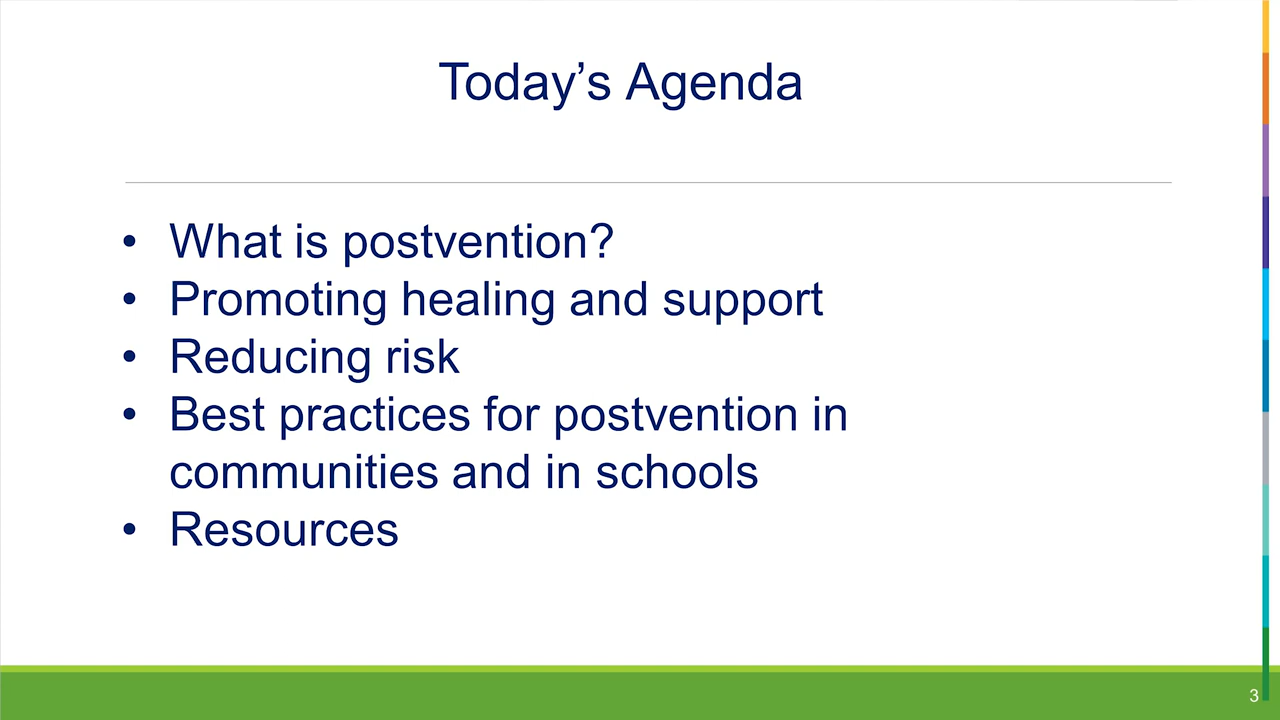 Today’s Agenda
• What is postvention?
• Promoting healing and support
• Reducing risk
• Best practices for postvention in
communities and in schools
• Resources
3